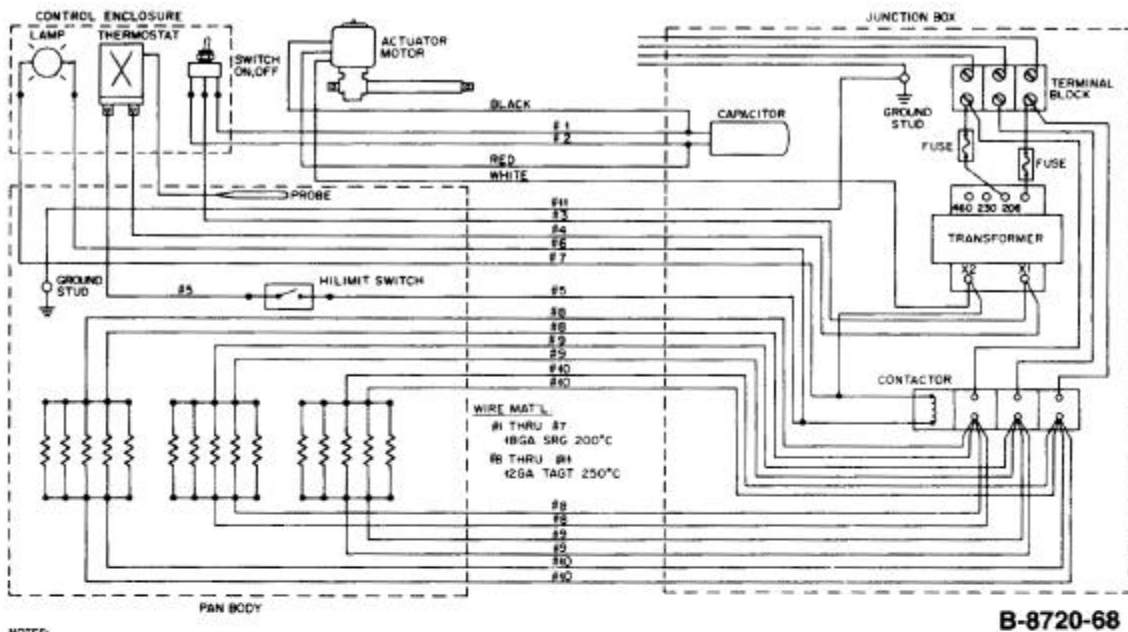 CONTROL ENCLOSURE
LAMP
THERMOSTAT
SWITCH
ON,OFF
ACTUATOR
MOTOR
JUNCTION BOX
TERMINAL
BLOCK
GROUND
STUD
FUSE
FUSE
BLACK
CAPACITOR
#1
#2
RED
WHITE
PROBE
#11
#3
#4
#6
#7
460 230 208
TRANSFORMER
X2
X1
GROUND
STUD
#5
HILIMIT SWITCH
#5
#8
#8
#9
#9
#10
#10
CONTACTOR
WIRE MAT'L.
#1 THRU #7
18GA SRG 200°C
#8 THRU #11
12GA TAGT 250°C
#8
#8
#9
#9
#10
#10
PAN BODY
B-8720-68
NOTES: